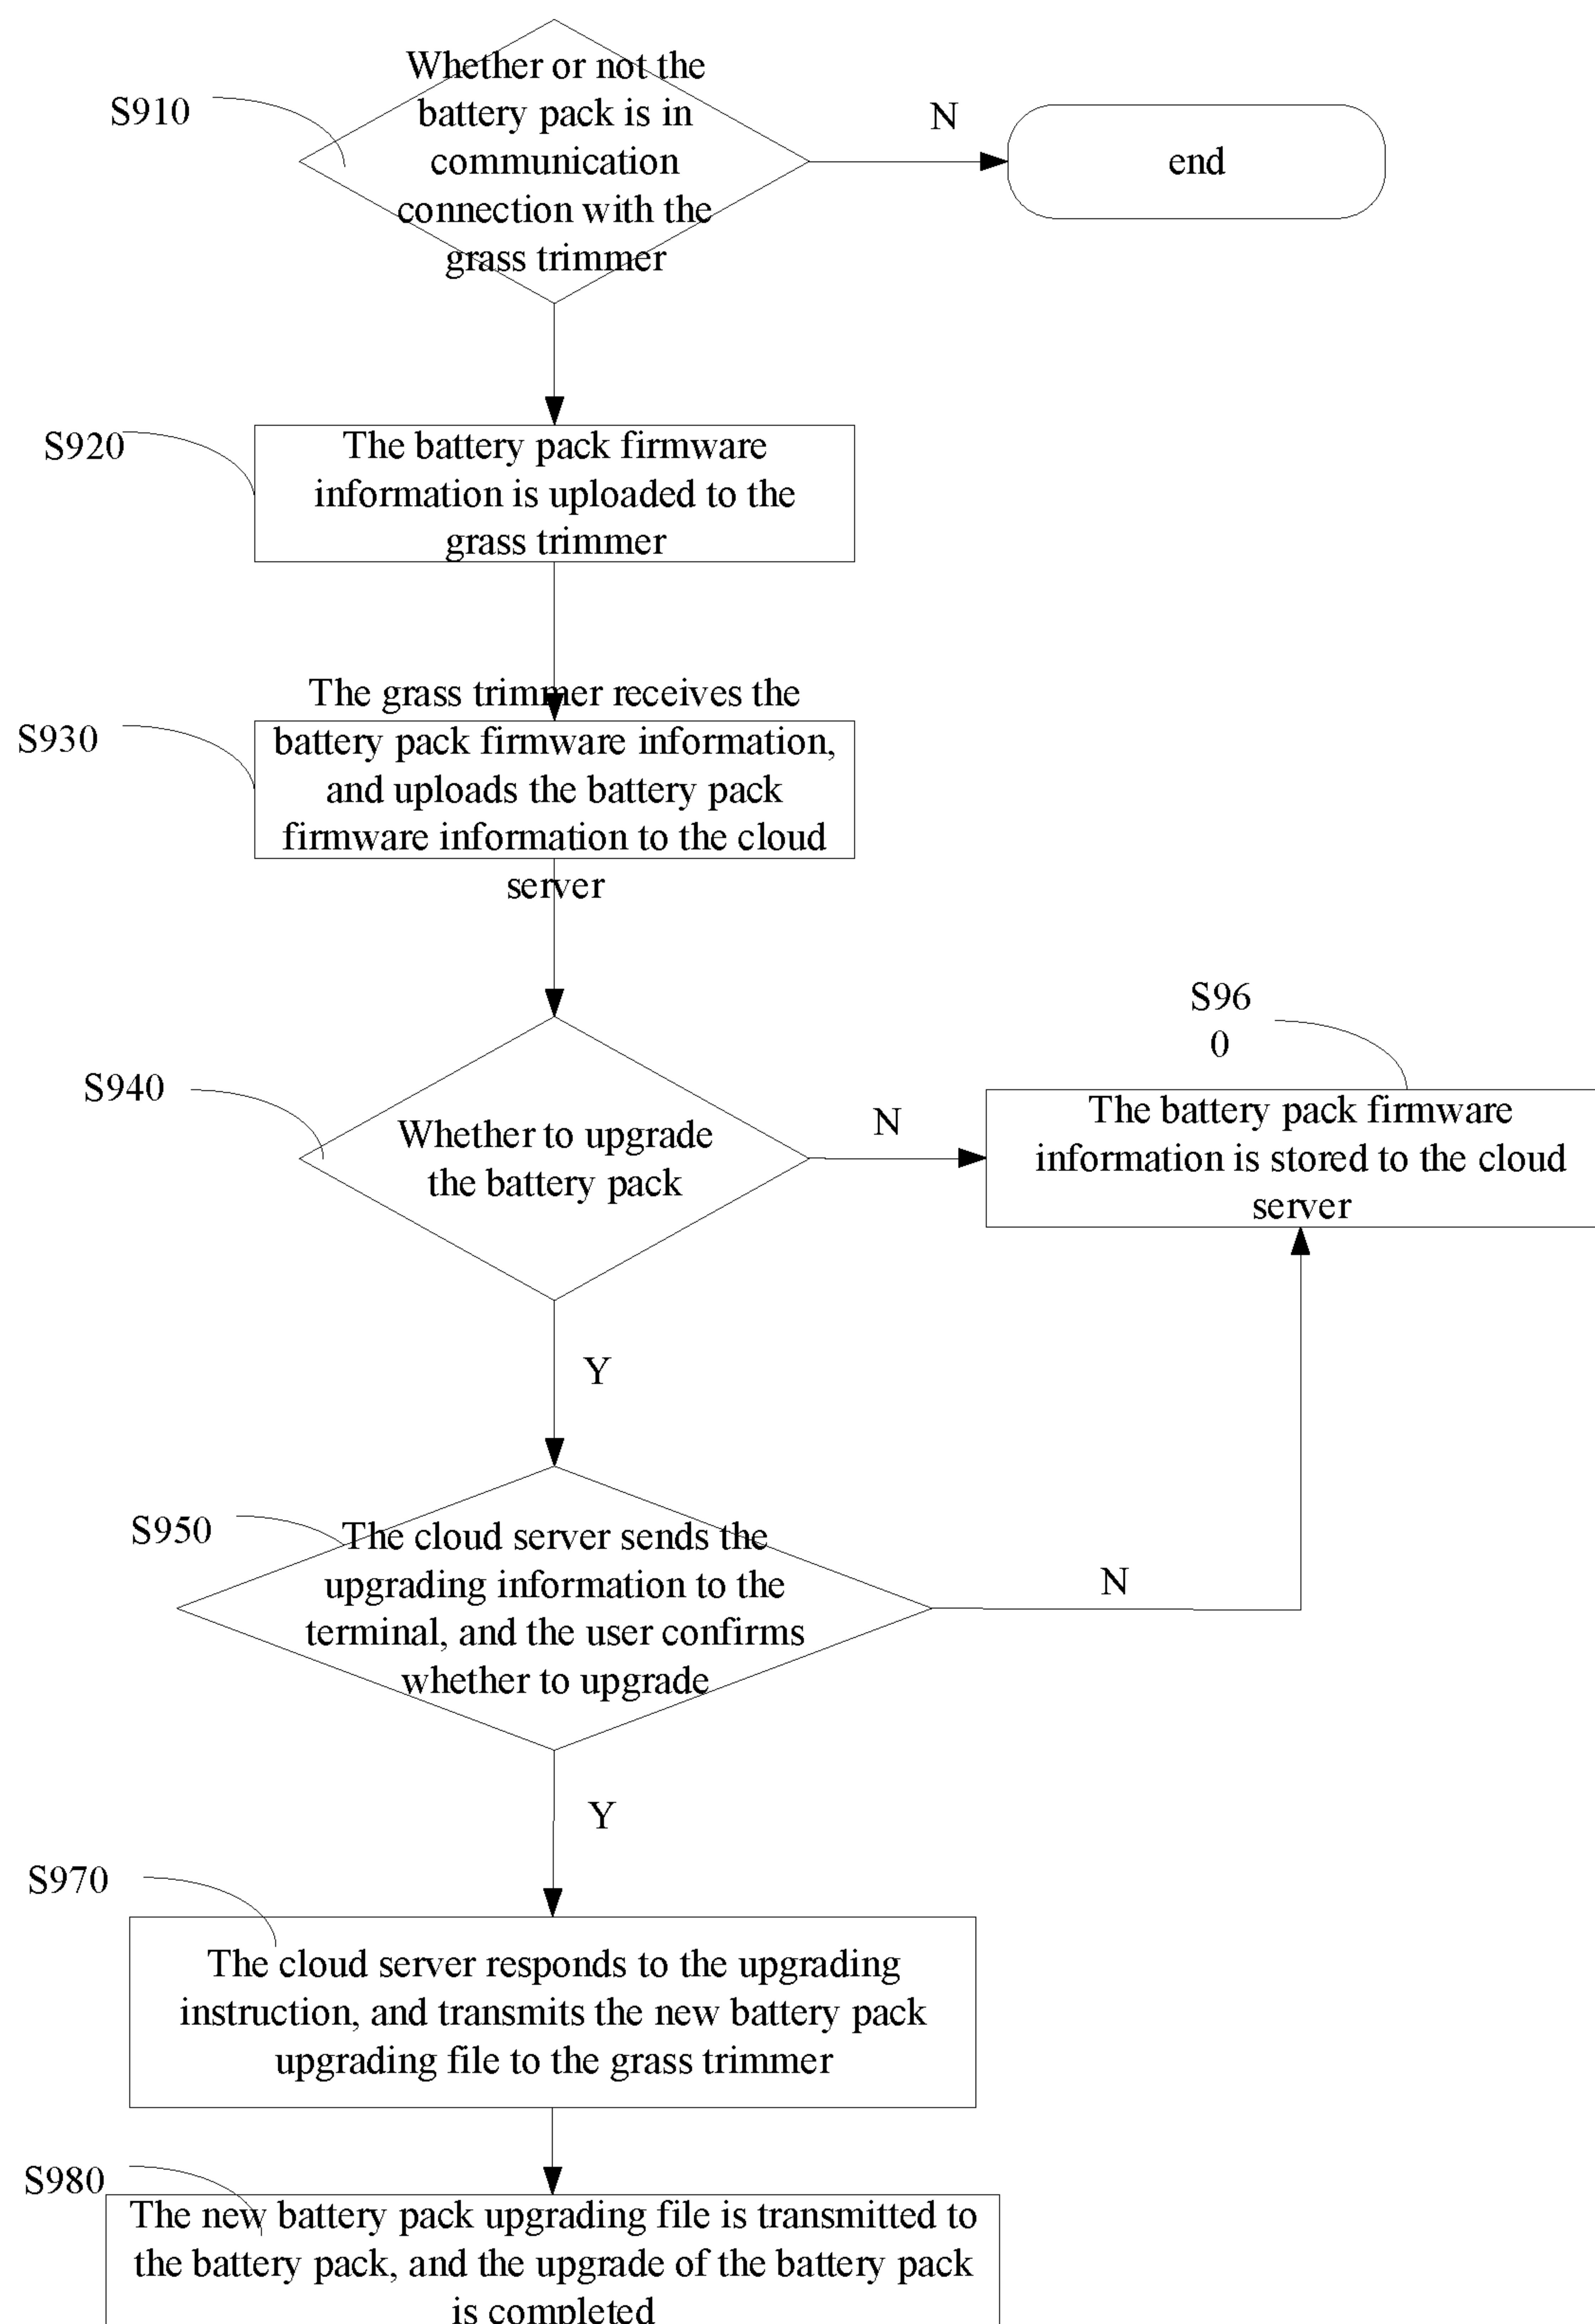 Whether or not the
battery pack is in
communication
connection with the
grass trimmer
S910
N
end
S920
The battery pack firmware
information is uploaded to the
grass trimmer
S930
The grass trimmer receives the
battery pack firmware information,
and uploads the battery pack
firmware information to the cloud
server
S940
Whether to upgrade
the battery pack
N
S96
0
The battery pack firmware
information is stored to the cloud
server
Y
S950
The cloud server sends the
upgrading information to the
terminal, and the user confirms
whether to upgrade
N
Y
S970
The cloud server responds to the upgrading
instruction, and transmits the new battery pack
upgrading file to the grass trimmer
S980
The new battery pack upgrading file is transmitted to
the battery pack, and the upgrade of the battery pack
is completed